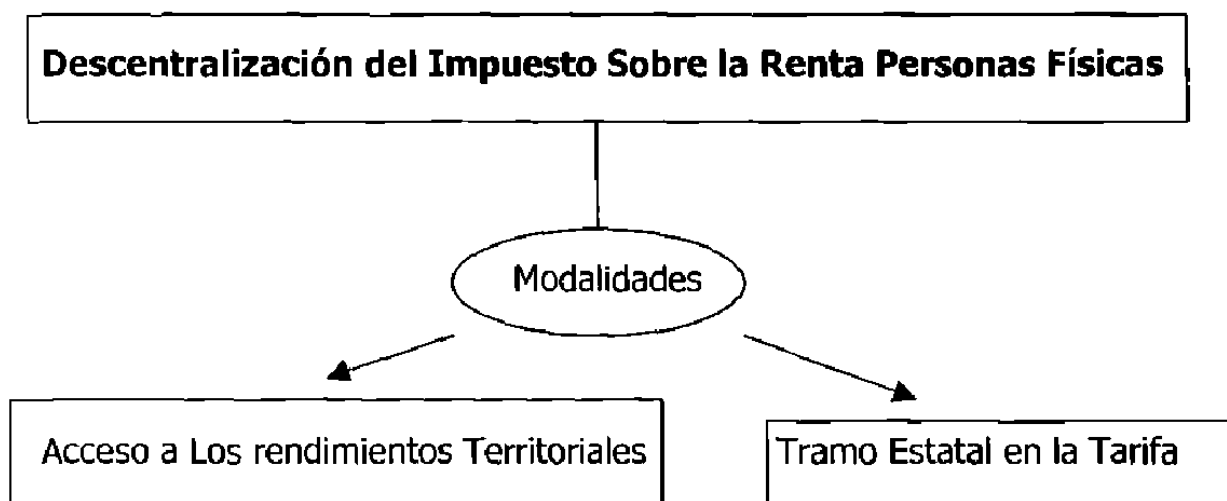 Descentralización del Impuesto Sobre la Renta Personas Físicas
Modalidades
Acceso a Los rendimientos Territoriales
Tramo Estatal en la Tarifa